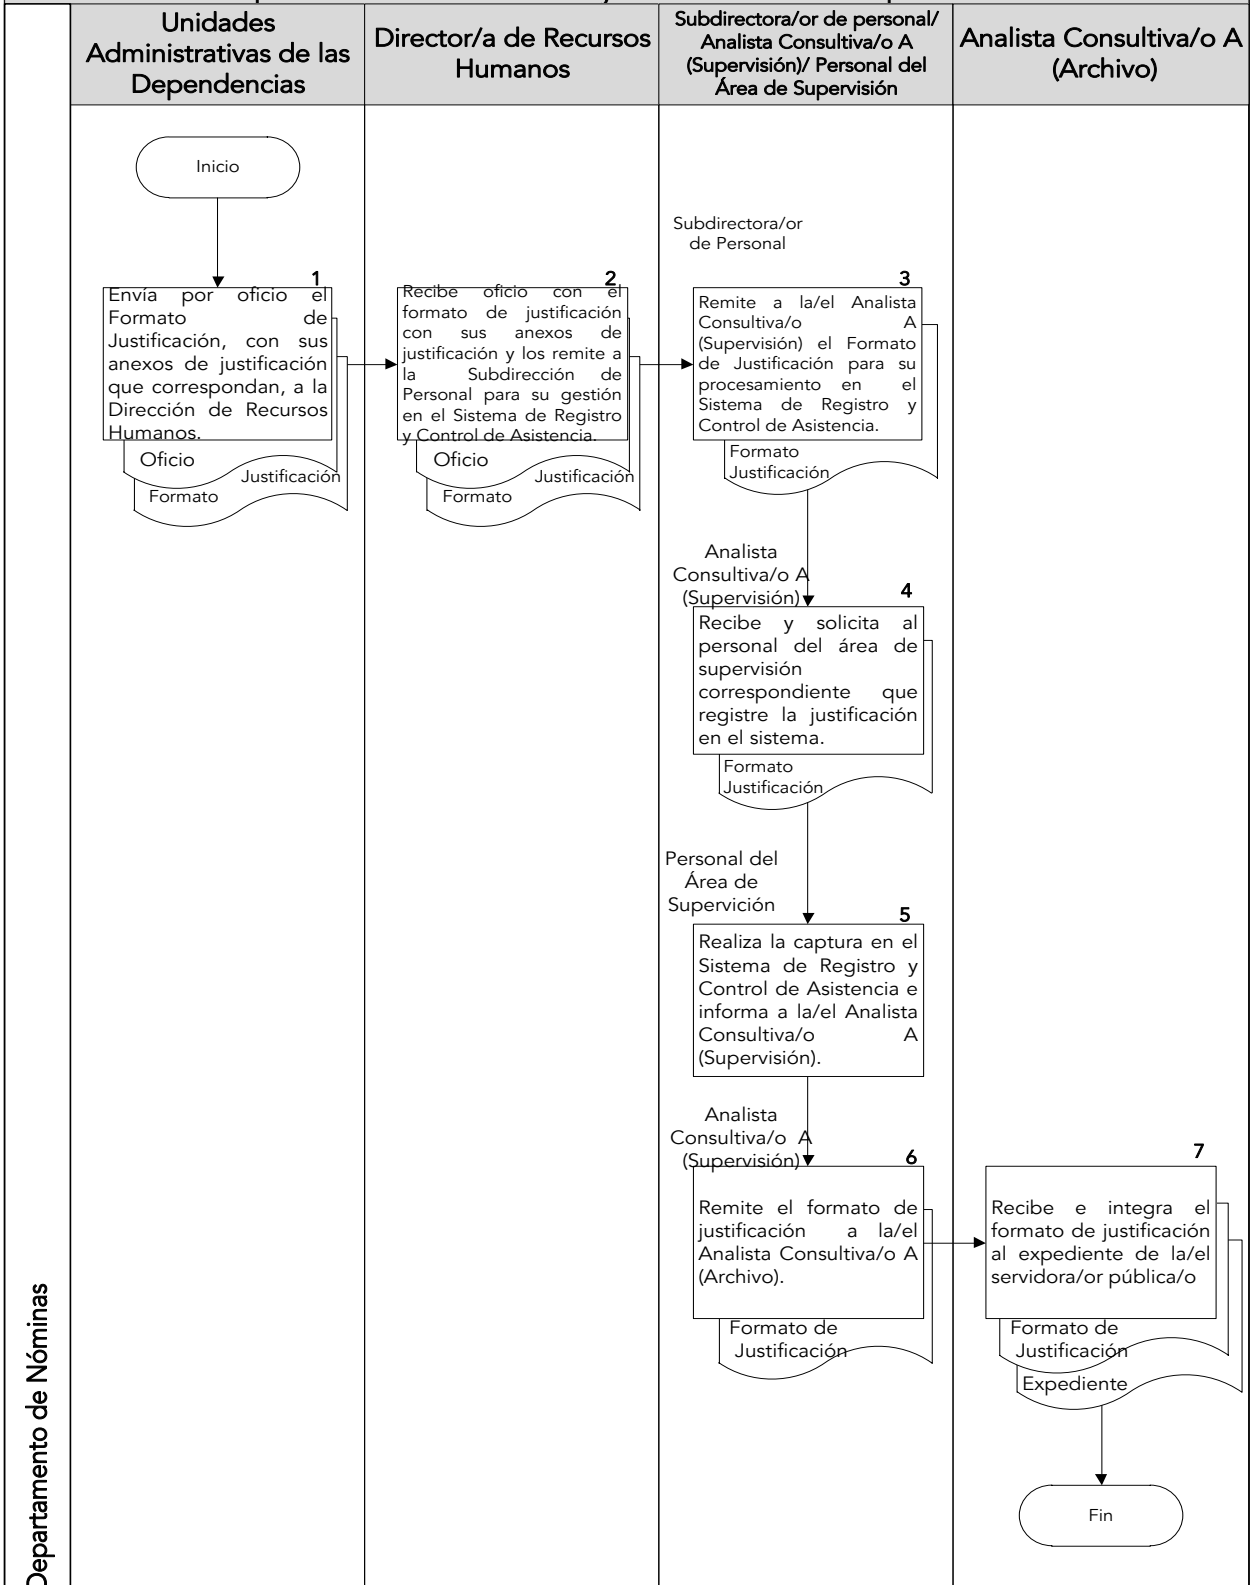 Unidades
Administrativas de las
Dependencias
Director/a de Recursos
Humanos
Subdirectora/or de personal/
Analista Consultiva/o A
(Supervisión)/ Personal del
Área de Supervisión
Analista Consultiva/o A
(Archivo)
Inicio
1
Envía por oficio el
Formato de
Justificación, con sus
anexos de justificación
que correspondan, a la
Dirección de Recursos
Humanos.
Oficio
Justificación
Formato
2
Recibe oficio con el
formato de justificación
con sus anexos de
justificación y los remite a
la Subdirección de
Personal para su gestión
en el Sistema de Registro
y Control de Asistencia.
Oficio
Justificación
Formato
Subdirectora/or
de Personal
3
Remite a la/el Analista
Consultiva/o A
(Supervisión) el Formato
de Justificación para su
procesamiento en el
Sistema de Registro y
Control de Asistencia.
Formato
Justificación
Analista
Consultiva/o A
(Supervisión)
4
Recibe y solicita al
personal del área de
supervisión
correspondiente que
registre la justificación
en el sistema.
Formato
Justificación
Personal del
Área de
Supervición
5
Realiza la captura en el
Sistema de Registro y
Control de Asistencia e
informa a la/el Analista
Consultiva/o A
(Supervisión).
Analista
Consultiva/o A
(Supervisión)
6
Remite el formato de
justificación a la/el
Analista Consultiva/o A
(Archivo).
Formato de
Justificación
7
Recibe e integra el
formato de justificación
al expediente de la/el
servidora/or pública/o
Formato de
Justificación
Expediente
Fin
Departamento de Nóminas